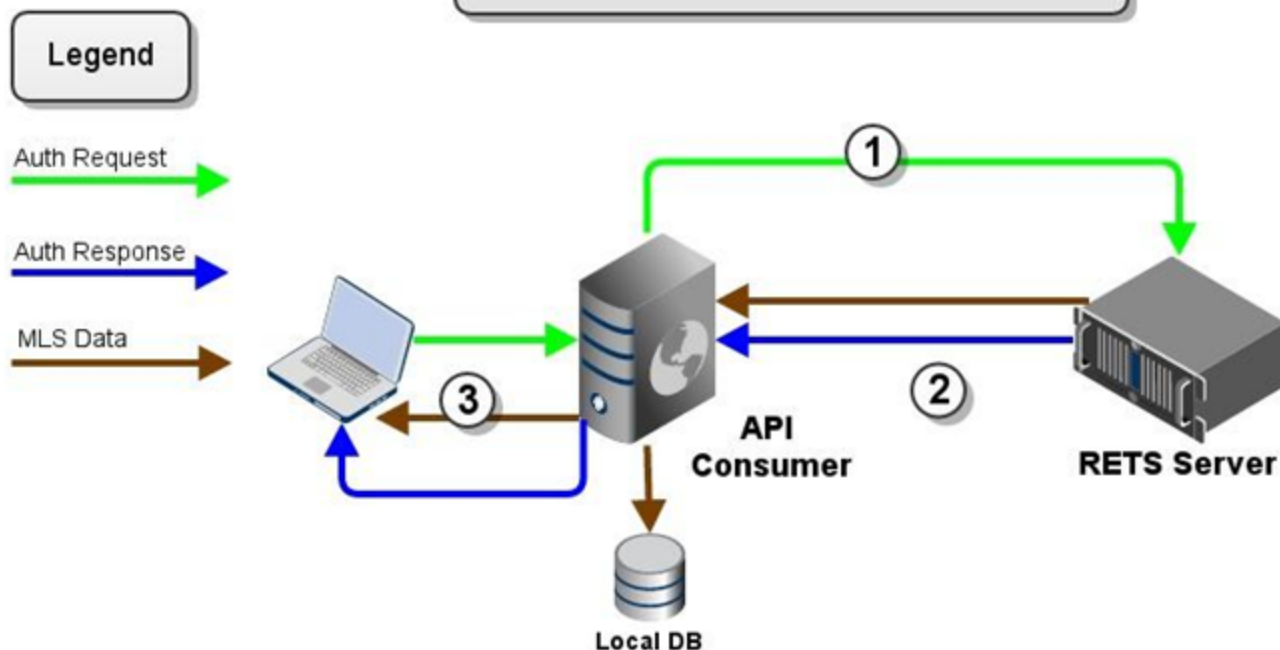 Legend
Auth Request
Auth Response
MLS Data
1
2
3
API
Consumer
RETS Server
Local DB